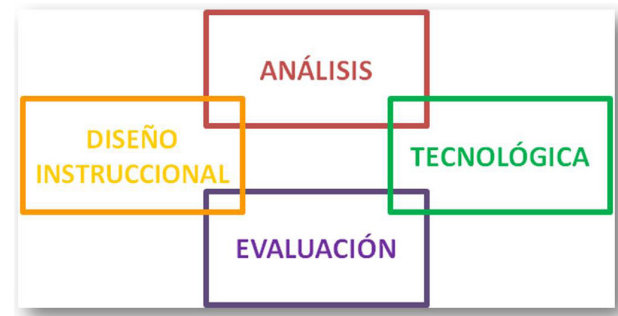 ANÁLISIS
DISEÑO
INSTRUCCIONAL
TECNOLÓGICA
EVALUACIÓN